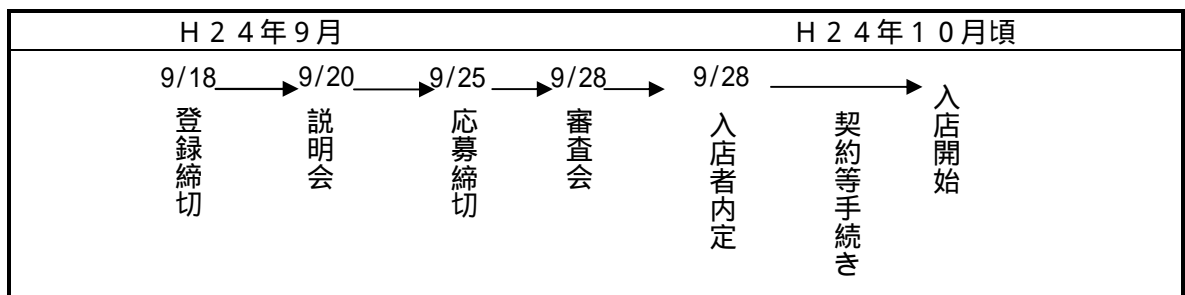 Ｈ２４年９月
Ｈ２４年１０月頃
9/18
9/20
9/25
9/28
9/28
登録締切
説明会
応募締切
審査会
入店者内定
契約等手続き
入店開始